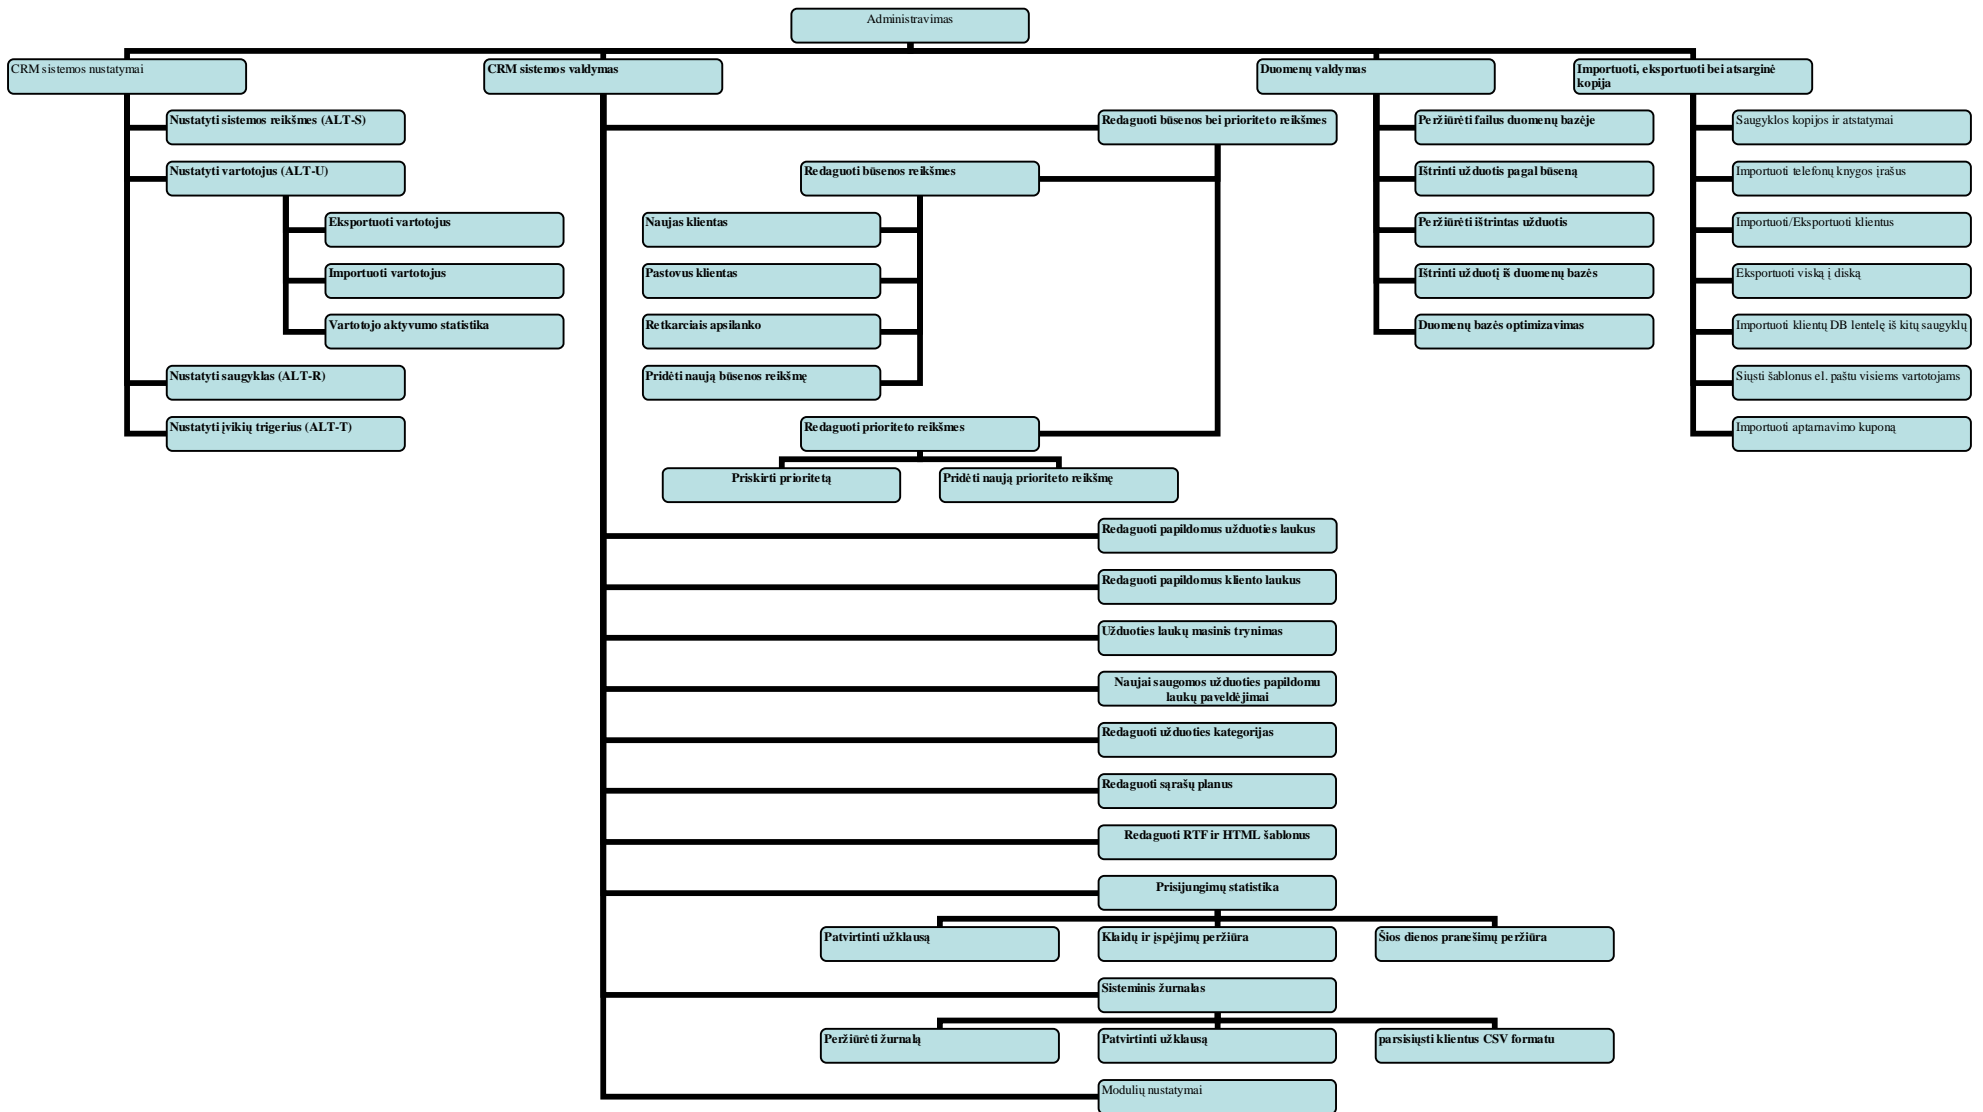 Administravimas
CRM sistemos nustatymai
Nustatyti sistemos reikšmes (ALT-S)
Nustatyti vartotojus (ALT-U)
Eksportuoti vartotojus
Importuoti vartotojus
Vartotojo aktyvumo statistika
Nustatyti saugyklas (ALT-R)
Nustatyti įvikių trigerius (ALT-T)
CRM sistemos valdymas
Redaguoti būsenos bei prioriteto reikšmes
Redaguoti būsenos reikšmes
Naujas klientas
Pastovus klientas
Retkarciais apsilanko
Pridėti naują būsenos reikšmę
Redaguoti prioriteto reikšmes
Priskirti prioritetą
Pridėti naują prioriteto reikšmę
Redaguoti papildomus užduoties laukus
Redaguoti papildomus kliento laukus
Užduoties laukų masinis trynimas
Naujai saugomos užduoties papildomu
laukų paveldėjimai
Redaguoti užduoties kategorijas
Redaguoti sąrašų planus
Redaguoti RTF ir HTML šablonus
Prisijungimų statistika
Patvirtinti užklausą
Klaidų ir įspėjimų peržiūra
Šios dienos pranešimų peržiūra
Sisteminis žurnalas
Peržiūrėti žurnalą
Patvirtinti užklausą
parsisiųsti klientus CSV formatu
Modulių nustatymai
Duomenų valdymas
Peržiūrėti failus duomenų bazėje
Ištrinti užduotis pagal būseną
Peržiūrėti ištrintas užduotis
Ištrinti užduotį iš duomenų bazės
Duomenų bazės optimizavimas
Importuoti, eksportuoti bei atsarginė
kopija
Saugyklos kopijos ir atstatymai
Importuoti telefonų knygos įrašus
Importuoti/Eksportuoti klientus
Eksportuoti viską į diską
Importuoti klientų DB lentelę iš kitų saugyklų
Siųsti šablonus el. paštu visiems vartotojams
Importuoti aptarnavimo kuponą